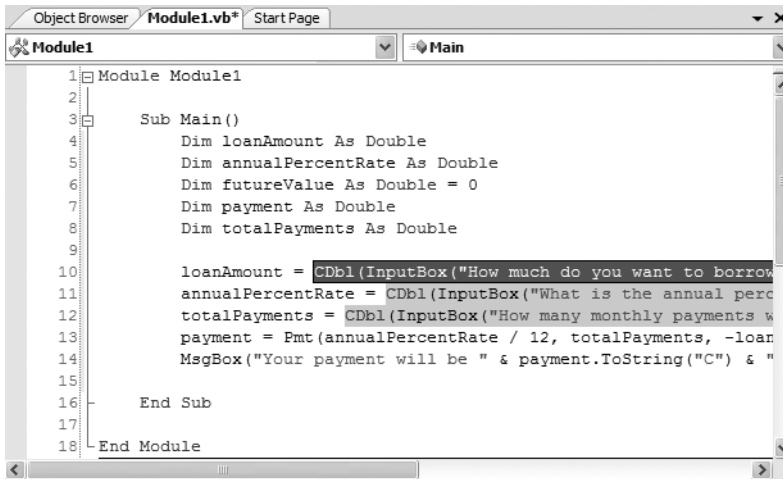 Object Browser Module1.vb* Start Page
Module1 Main
1 Module Module1
2
3 Sub Main()
4 Dim loanAmount As Double
5 Dim annualPercentRate As Double
6 Dim futureValue As Double = 0
7 Dim payment As Double
8 Dim totalPayments As Double
9
10 loanAmount = CDbl(InputBox("How much do you want to borrow
11 annualPercentRate = CDbl(InputBox("What is the annual perc
12 totalPayments = CDbl(InputBox("How many monthly payments w
13 payment = Pmt(annualPercentRate / 12, totalPayments, -loan
14 MsgBox("Your payment will be " & payment.ToString("C") & "
15
16 End Sub
17
18 End Module